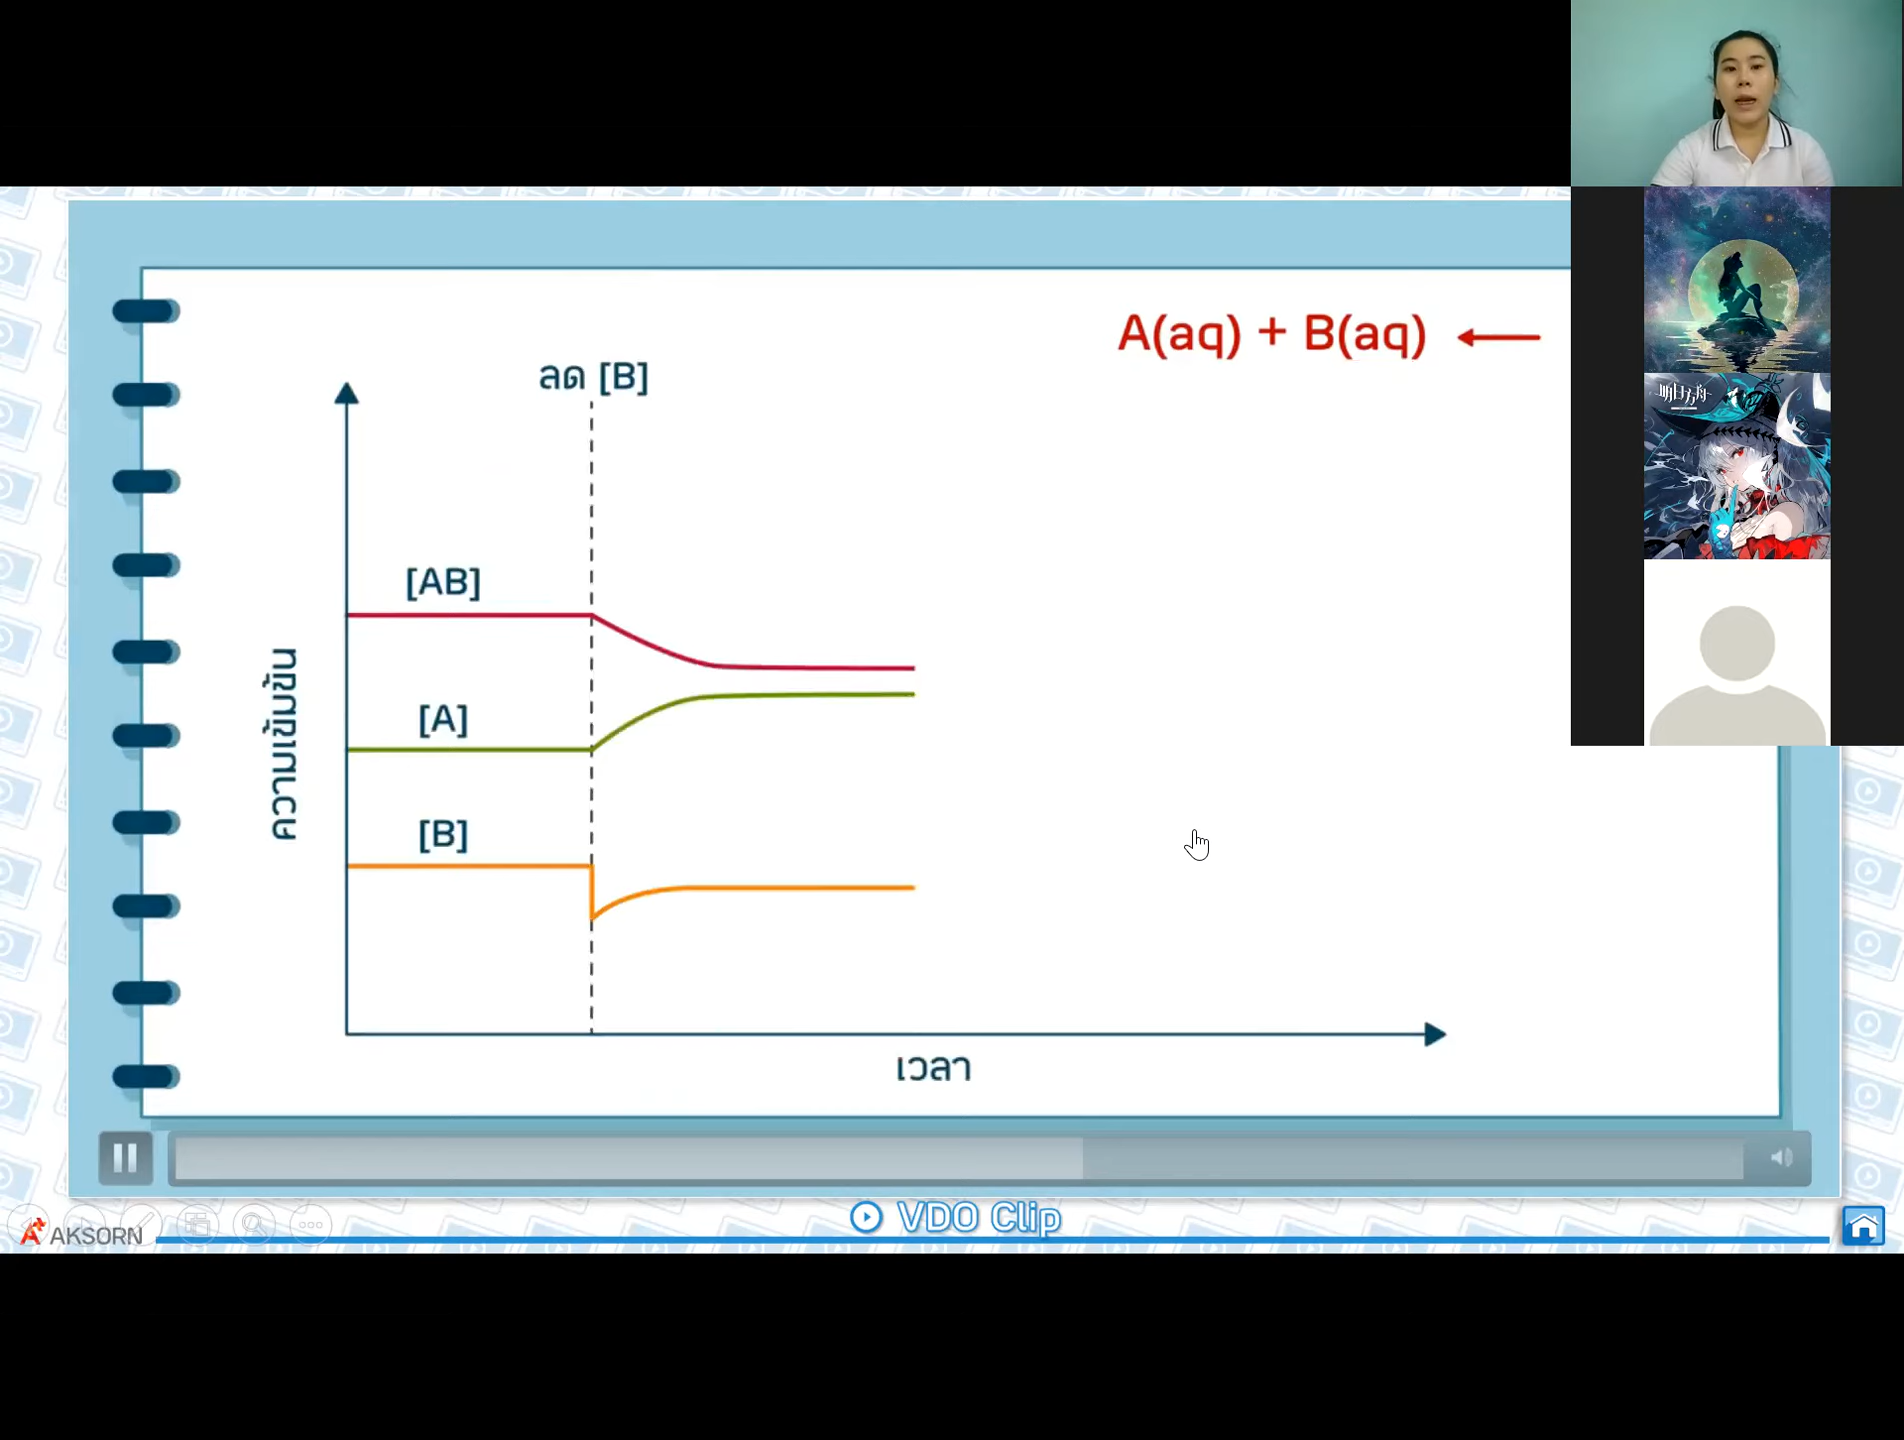 明日方舟
A(aq) + B(aq) ←
ลด [B]
[AB]
[A]
[B]
ความเข้มข้น
เวลา
VDO Clip
AKSORN